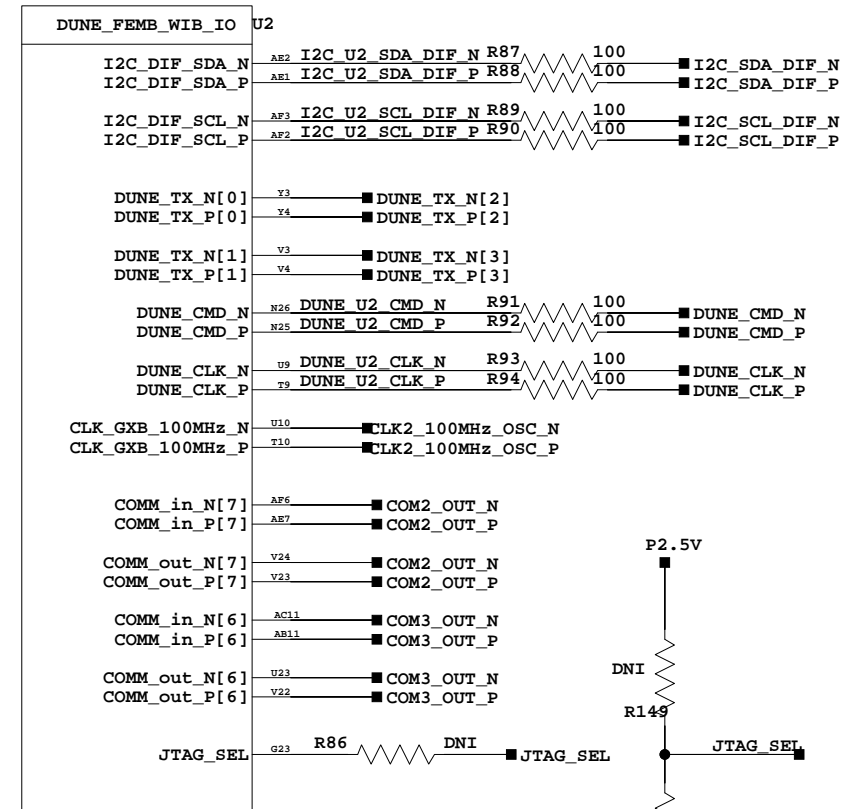 DUNE_FEMB_WIB_IO U2
I2C_DIF_SDA_N AE2 I2C_U2_SDA_DIF_N R87 100 I2C_SDA_DIF_N
I2C_DIF_SDA_P AE1 I2C_U2_SDA_DIF_P R88 100 I2C_SDA_DIF_P
I2C_DIF_SCL_N AF3 I2C_U2_SCL_DIF_N R89 100 I2C_SCL_DIF_N
I2C_DIF_SCL_P AF2 I2C_U2_SCL_DIF_P R90 100 I2C_SCL_DIF_P
DUNE_TX_N[0] Y3 DUNE_TX_N[2]
DUNE_TX_P[0] Y4 DUNE_TX_P[2]
DUNE_TX_N[1] V3 DUNE_TX_N[3]
DUNE_TX_P[1] V4 DUNE_TX_P[3]
DUNE_CMD_N N26 DUNE_U2_CMD_N R91 100 DUNE_CMD_N
DUNE_CMD_P N25 DUNE_U2_CMD_P R92 100 DUNE_CMD_P
DUNE_CLK_N U9 DUNE_U2_CLK_N R93 100 DUNE_CLK_N
DUNE_CLK_P T9 DUNE_U2_CLK_P R94 100 DUNE_CLK_P
CLK_GXB_100MHz_N U10 CLK2_100MHz_OSC_N
CLK_GXB_100MHz_P T10 CLK2_100MHz_OSC_P
COMM_in_N[7] AF6 COM2_OUT_N
COMM_in_P[7] AE7 COM2_OUT_P
P2.5V
COMM_out_N[7] V24 COM2_OUT_N
COMM_out_P[7] V23 COM2_OUT_P
COMM_in_N[6] AC11 COM3_OUT_N
COMM_in_P[6] AB11 COM3_OUT_P
COMM_out_N[6] U23 COM3_OUT_N
DNI
COMM_out_P[6] V22 COM3_OUT_P
R149
JTAG_SEL G23 R86 DNI JTAG_SEL
JTAG_SEL